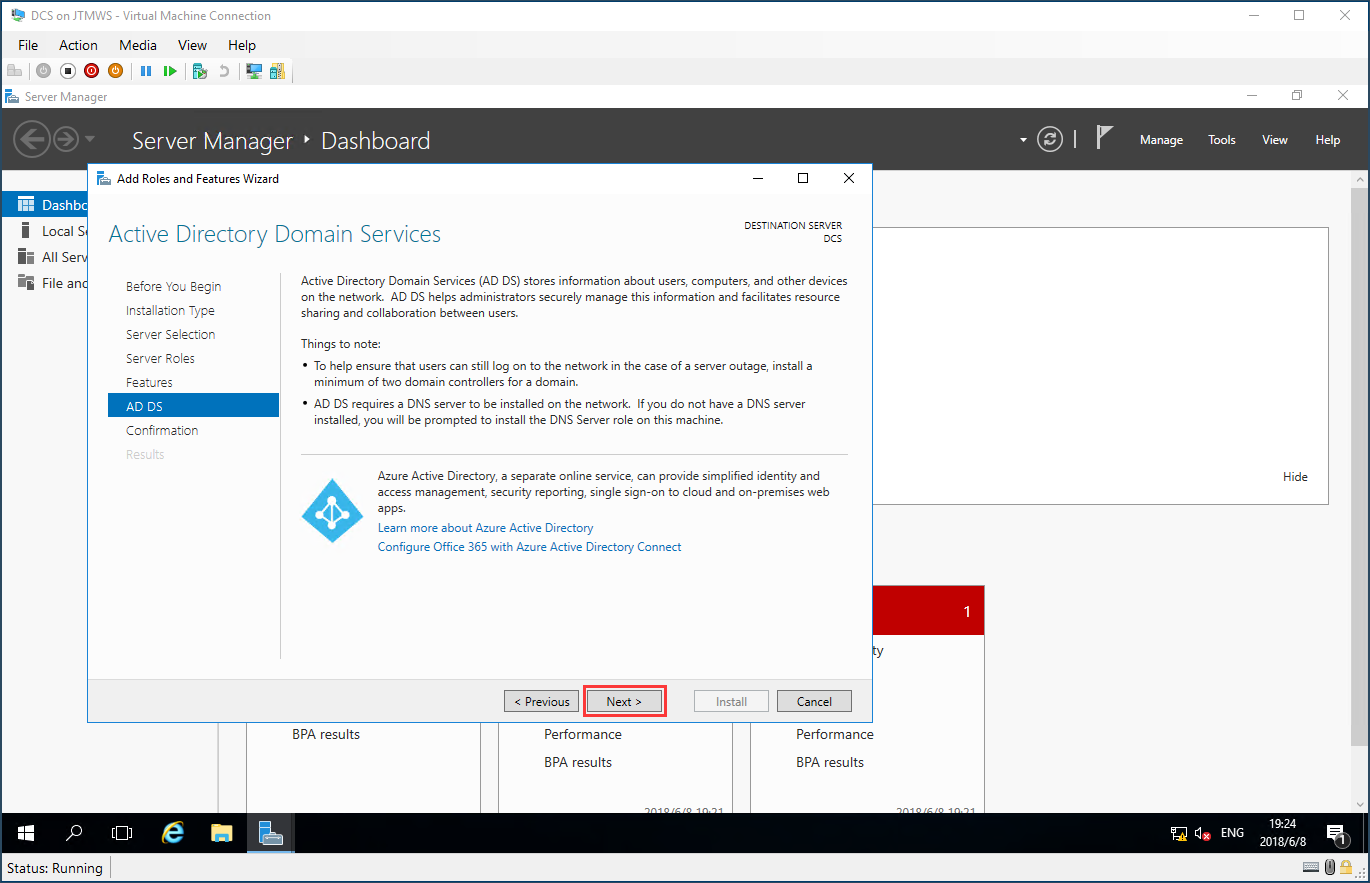 DCS on JTMWS - Virtual Machine Connection
File Action Media View Help
Server Manager
Server Manager ‣ Dashboard
Manage Tools View Help
Add Roles and Features Wizard
Active Directory Domain Services
DESTINATION SERVER
DCS
Local
All
File
Before You Begin
Installation Type
Server Selection
Server Roles
Features
AD DS
Confirmation
Results
Active Directory Domain Services (AD DS) stores information about users, computers, and other devices
on the network. AD DS helps administrators securely manage this information and facilitates resource
sharing and collaboration between users.
Things to note:
• To help ensure that users can still log on to the network in the case of a server outage, install a
minimum of two domain controllers for a domain.
• AD DS requires a DNS server to be installed on the network. If you do not have a DNS server
installed, you will be prompted to install the DNS Server role on this machine.
Azure Active Directory, a separate online service, can provide simplified identity and
access management, security reporting, single sign-on to cloud and on-premises web
apps.
Learn more about Azure Active Directory
Configure Office 365 with Azure Active Directory Connect
Hide
1
< Previous
Next >
Install
Cancel
BPA results
Performance
BPA results
2018/6/8 19:21
Performance
BPA results
2018/6/8 19:21
ENG
19:24
2018/6/8
1
Status: Running